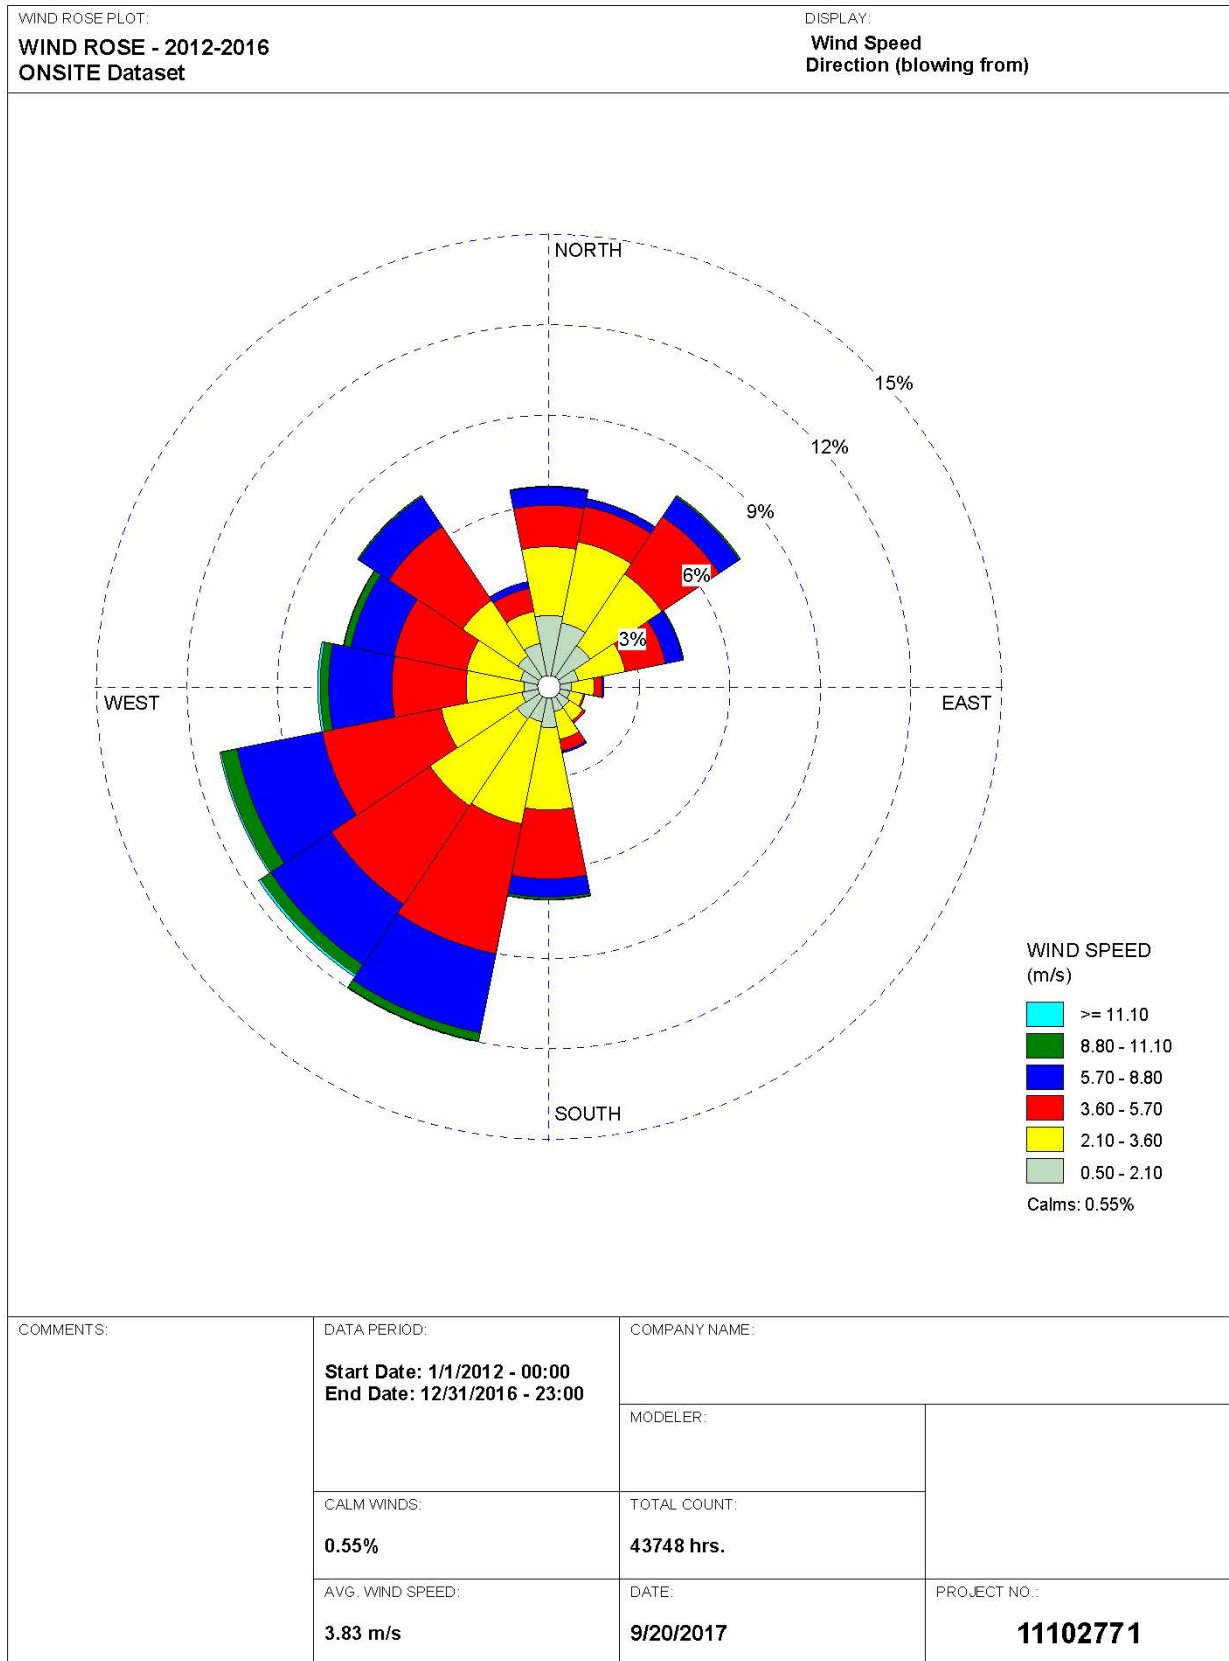 WIND ROSE PLOT:
WIND ROSE - 2012-2016
ONSITE Dataset
DISPLAY:
Wind Speed
Direction (blowing from)
NORTH
15%
12%
9%
6%
3%
WEST
EAST
SOUTH
WIND SPEED
(m/s)
>= 11.10
8.80 - 11.10
5.70 - 8.80
3.60 - 5.70
2.10 - 3.60
0.50 - 2.10
Calms: 0.55%
COMMENTS:
DATA PERIOD:
Start Date: 1/1/2012 - 00:00
End Date: 12/31/2016 - 23:00
COMPANY NAME:
MODELER:
CALM WINDS:
0.55%
TOTAL COUNT:
43748 hrs.
AVG. WIND SPEED:
3.83 m/s
DATE:
9/20/2017
PROJECT NO.:
11102771